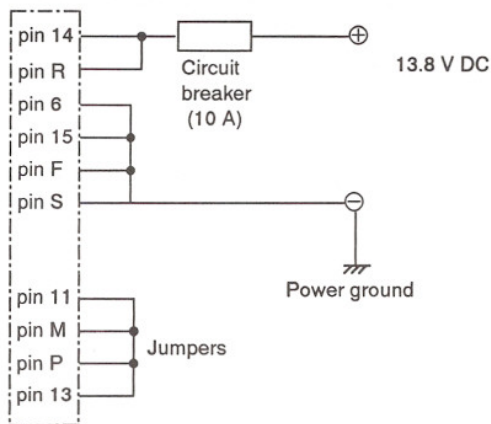 pin 14
pin R
Circuit
breaker
(10 A)
13.8 V DC
pin 6
pin 15
pin F
pin S
Power ground
pin 11
pin M
pin P
pin 13
Jumpers